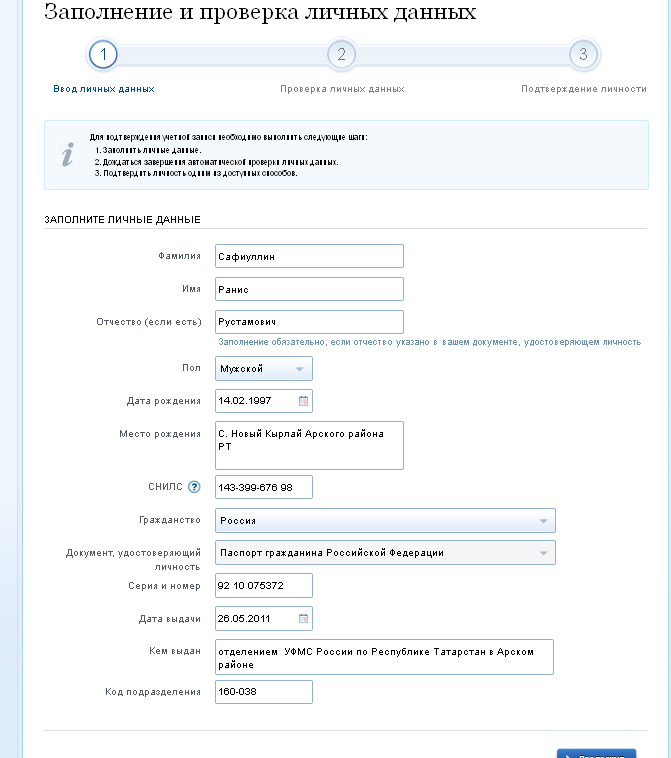 Заполнение и проверка личных данных
1 2 3
Ввод личных данных Проверка личных данных Подтверждение личности
Для подтверждения учетной записи необходимо выполнить следующие шаги:
1. Заполнить личные данные.
2. Дождаться завершения автоматической проверки личных данных.
3. Подтвердить личность одним из доступных способов.
ЗАПОЛНИТЕ ЛИЧНЫЕ ДАННЫЕ
Фамилия Сафиуллин
Имя Ранис
Отчество (если есть) Рустамович
Заполнение обязательно, если отчество указано в вашем документе, удостоверяющем личность
Пол Мужской
Дата рождения 14.02.1997
Место рождения С. Новый Кырлай Арского района
РТ
СНИЛС ? 143-399-676 98
Гражданство Россия
Документ, удостоверяющий Паспорт гражданина Российской Федерации
личность
Серия и номер 92 10 075372
Дата выдачи 26.05.2011
Кем выдан отделением УФМС России по Республике Татарстан в Арском
районе
Код подразделения 160-038